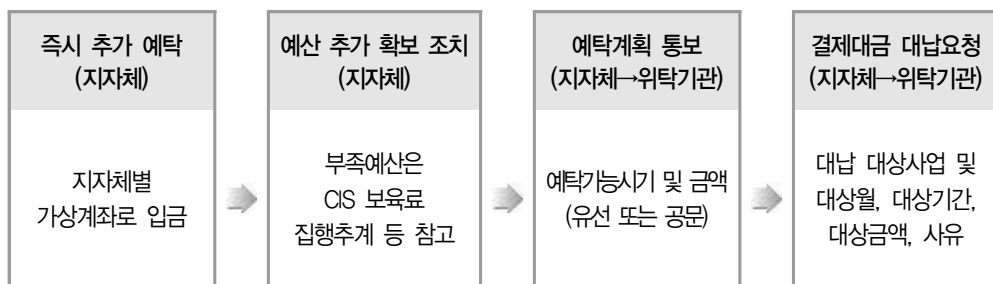 즉시 추가 예탁
(지자체)
지자체별
가상계좌로 입금
예산 추가 확보 조치
(지자체)
부족예산은
CIS 보육료
집행추계 등 참고
예탁계획 통보
(지자체→위탁기관)
예탁가능시기 및 금액
(유선 또는 공문)
결제대금 대납요청
(지자체→위탁기관)
대납 대상사업 및
대상월, 대상기간,
대상금액, 사유